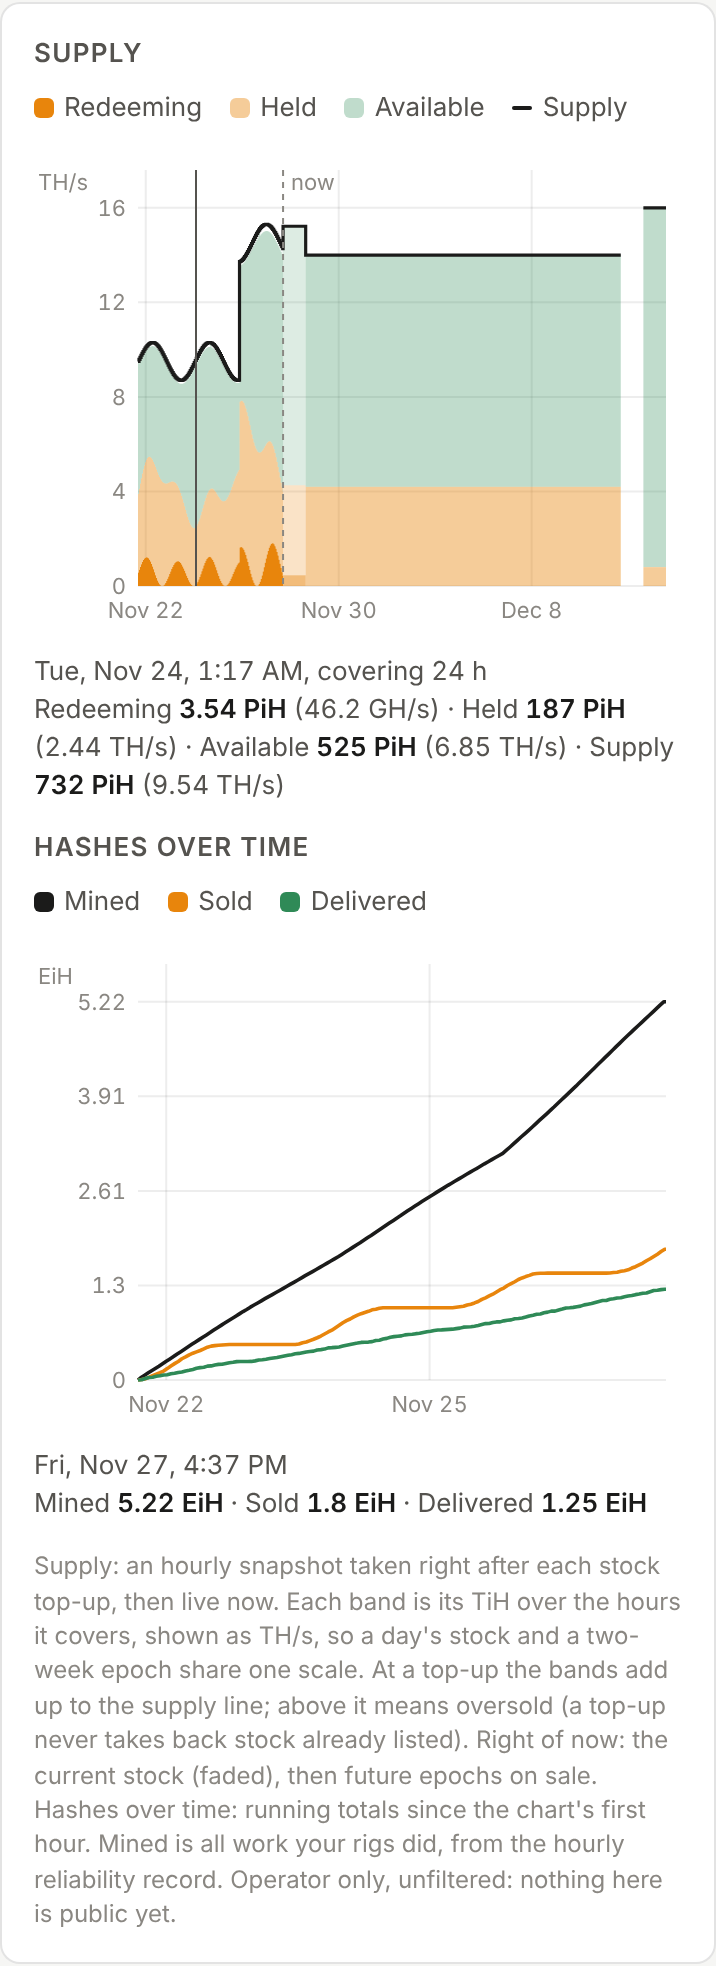 SUPPLY
Redeeming Held Available Supply
TH/s
now
16
12
8
4
0
Nov 22 Nov 30 Dec 8
Tue, Nov 24, 1:17 AM, covering 24 h
Redeeming 3.54 PiH (46.2 GH/s) · Held 187 PiH
(2.44 TH/s) · Available 525 PiH (6.85 TH/s) · Supply
732 PiH (9.54 TH/s)
HASHES OVER TIME
Mined Sold Delivered
EiH
5.22
3.91
2.61
1.3
0
Nov 22 Nov 25
Fri, Nov 27, 4:37 PM
Mined 5.22 EiH · Sold 1.8 EiH · Delivered 1.25 EiH
Supply: an hourly snapshot taken right after each stock
top-up, then live now. Each band is its TiH over the hours
it covers, shown as TH/s, so a day's stock and a two-
week epoch share one scale. At a top-up the bands add
up to the supply line; above it means oversold (a top-up
never takes back stock already listed). Right of now: the
current stock (faded), then future epochs on sale.
Hashes over time: running totals since the chart's first
hour. Mined is all work your rigs did, from the hourly
reliability record. Operator only, unfiltered: nothing here
is public yet.